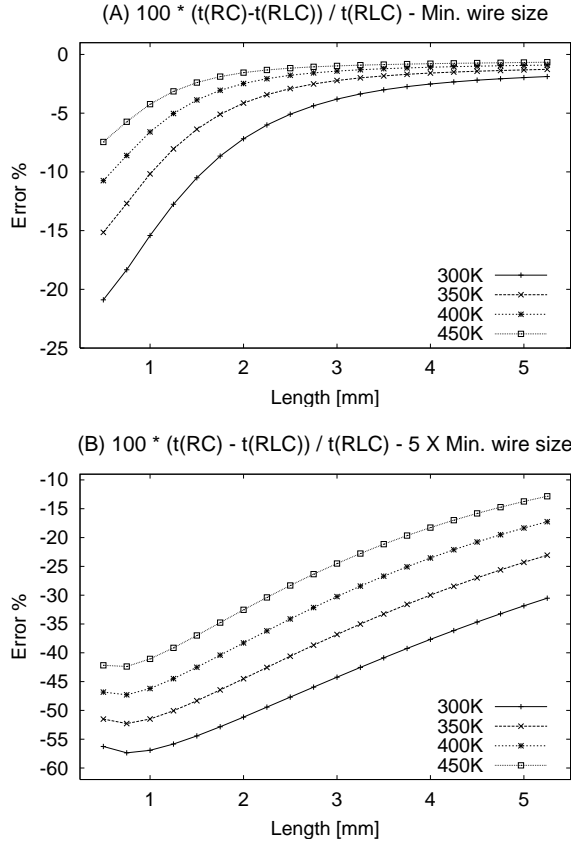 (A) 100 * (t(RC)-t(RLC)) / t(RLC) - Min. wire size
0
-5
-10
-15
-20
-25
Error %
300K
350K
400K
450K
1 2 3 4 5
Length [mm]
(B) 100 * (t(RC) - t(RLC)) / t(RLC) - 5 X Min. wire size
-10
-15
-20
-25
-30
-35
-40
-45
-50
-55
-60
Error %
300K
350K
400K
450K
1 2 3 4 5
Length [mm]